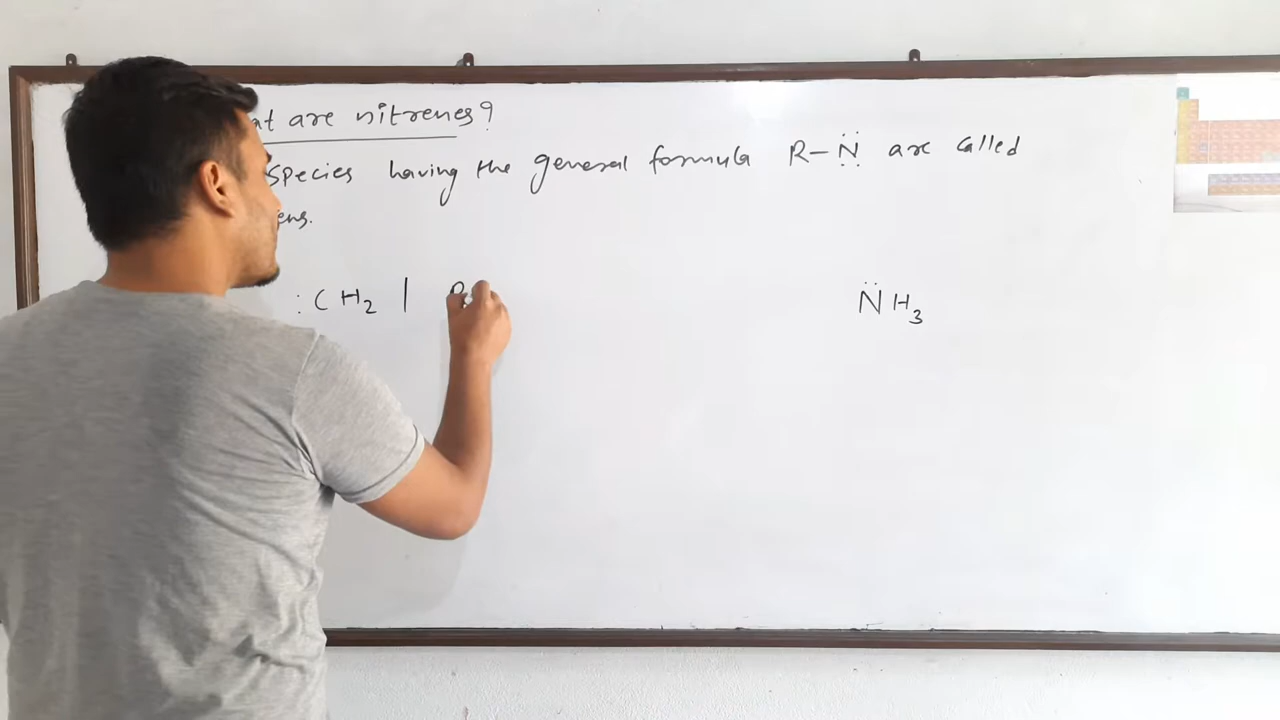 at are nitrenes?
species having the general formula R-N̤̈ are called
ens.
:CH₂ | R N̈H₃